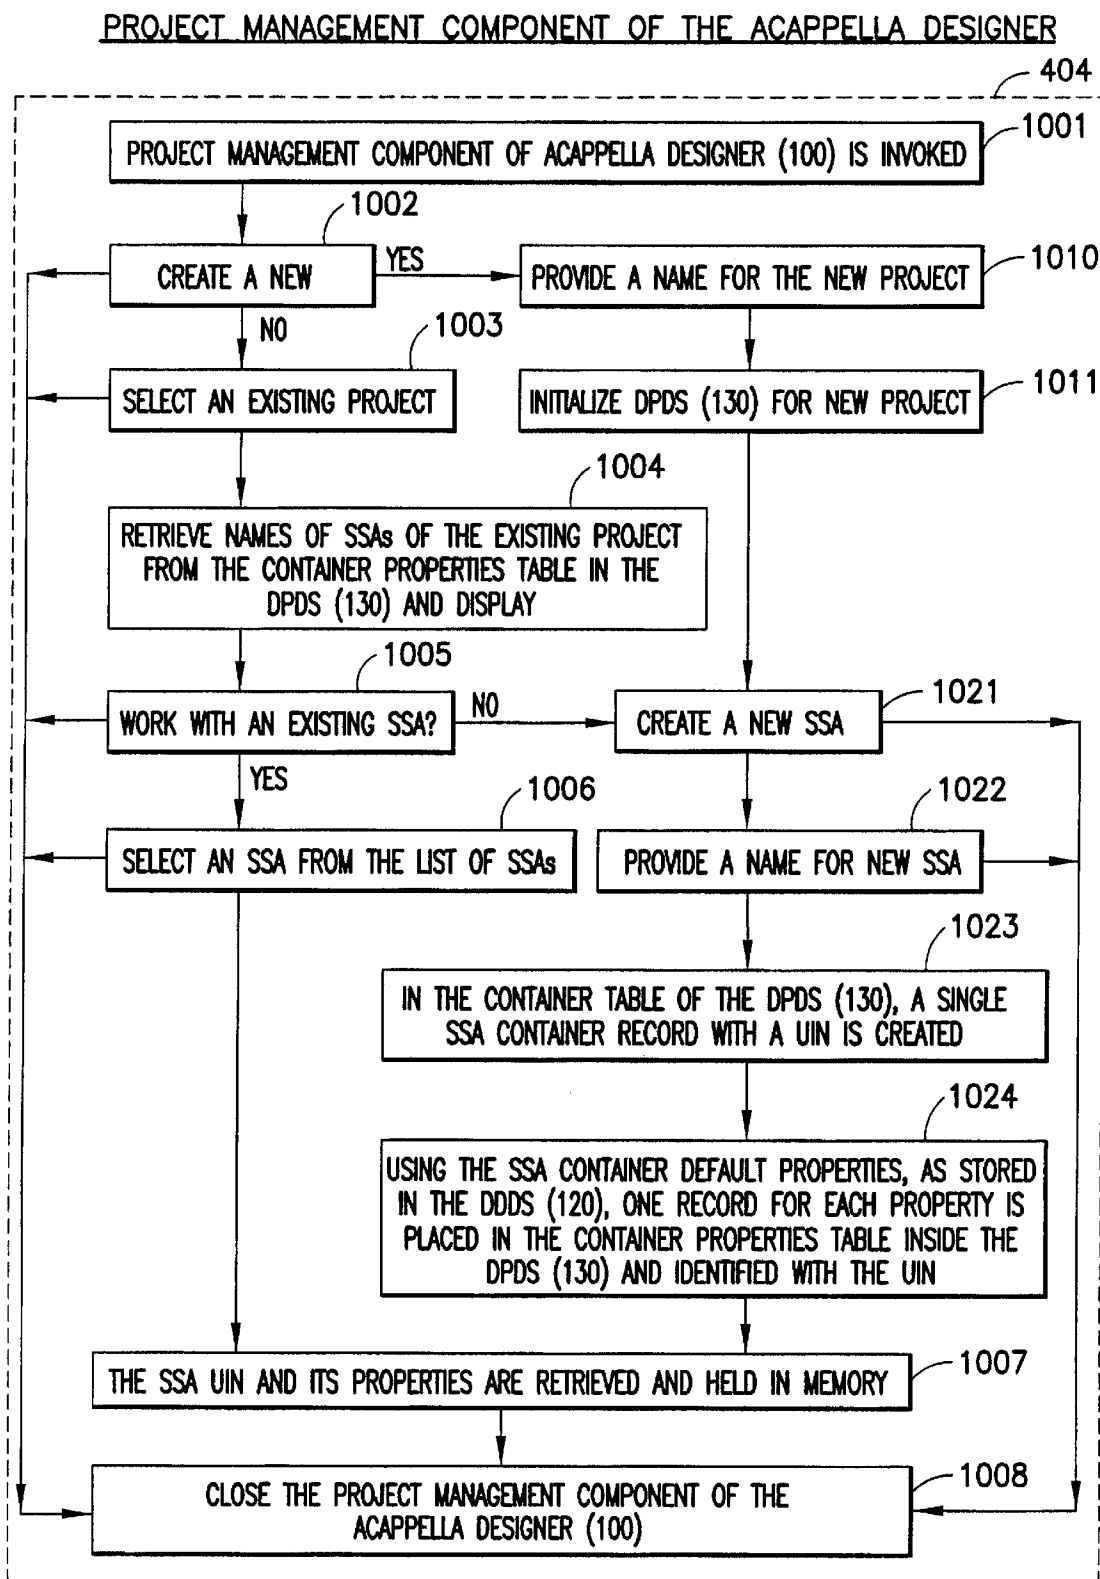 PROJECT MANAGEMENT COMPONENT OF THE ACAPPELLA DESIGNER
404
1001
PROJECT MANAGEMENT COMPONENT OF ACAPPELLA DESIGNER (100) IS INVOKED
1002
CREATE A NEW
YES
PROVIDE A NAME FOR THE NEW PROJECT
1010
NO
1003
SELECT AN EXISTING PROJECT
INITIALIZE DPDS (130) FOR NEW PROJECT
1011
1004
RETRIEVE NAMES OF SSAs OF THE EXISTING PROJECT
FROM THE CONTAINER PROPERTIES TABLE IN THE
DPDS (130) AND DISPLAY
1005
WORK WITH AN EXISTING SSA?
NO
CREATE A NEW SSA
1021
YES
1006
SELECT AN SSA FROM THE LIST OF SSAs
1022
PROVIDE A NAME FOR NEW SSA
1023
IN THE CONTAINER TABLE OF THE DPDS (130), A SINGLE
SSA CONTAINER RECORD WITH A UIN IS CREATED
1024
USING THE SSA CONTAINER DEFAULT PROPERTIES, AS STORED
IN THE DDDS (120), ONE RECORD FOR EACH PROPERTY IS
PLACED IN THE CONTAINER PROPERTIES TABLE INSIDE THE
DPDS (130) AND IDENTIFIED WITH THE UIN
1007
THE SSA UIN AND ITS PROPERTIES ARE RETRIEVED AND HELD IN MEMORY
1008
CLOSE THE PROJECT MANAGEMENT COMPONENT OF THE
ACAPPELLA DESIGNER (100)